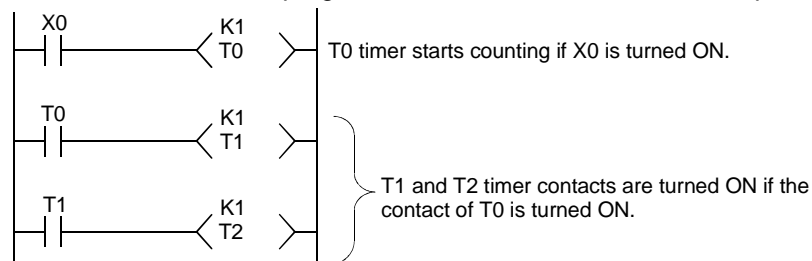 X0
K1
T0
T0 timer starts counting if X0 is turned ON.
T0
K1
T1
T1 and T2 timer contacts are turned ON if the
contact of T0 is turned ON.
T1
K1
T2